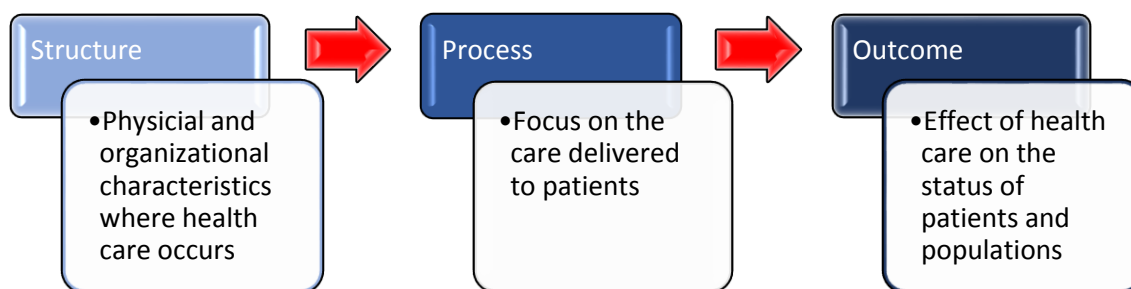 Structure
•Physicial and
organizational
characteristics
where health
care occurs
Process
•Focus on the
care delivered
to patients
Outcome
•Effect of health
care on the
status of
patients and
populations